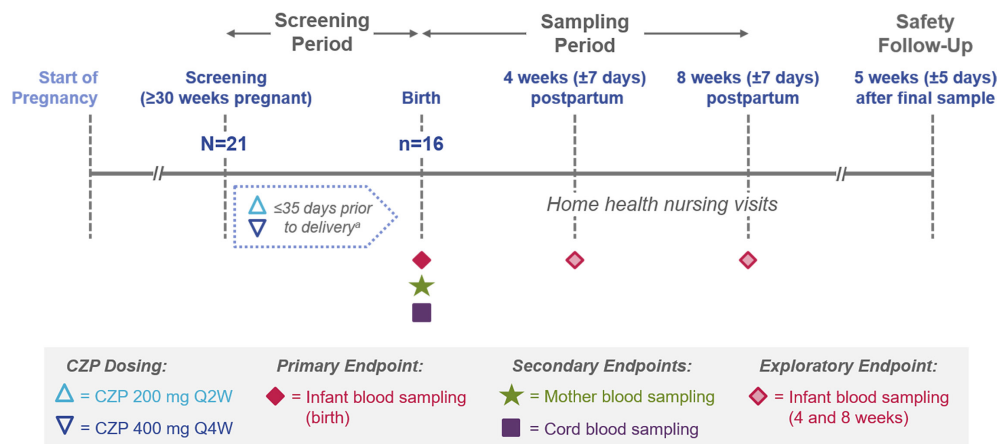 Screening
Period
Sampling
Period
Safety
Follow-Up
Start of
Pregnancy
Screening
(≥30 weeks pregnant)
Birth
4 weeks (±7 days)
postpartum
8 weeks (±7 days)
postpartum
5 weeks (±5 days)
after final sample
N=21
n=16
≤35 days prior
to deliveryᵃ
Home health nursing visits
CZP Dosing:
= CZP 200 mg Q2W
= CZP 400 mg Q4W
Primary Endpoint:
= Infant blood sampling
(birth)
Secondary Endpoints:
= Mother blood sampling
= Cord blood sampling
Exploratory Endpoint:
= Infant blood sampling
(4 and 8 weeks)